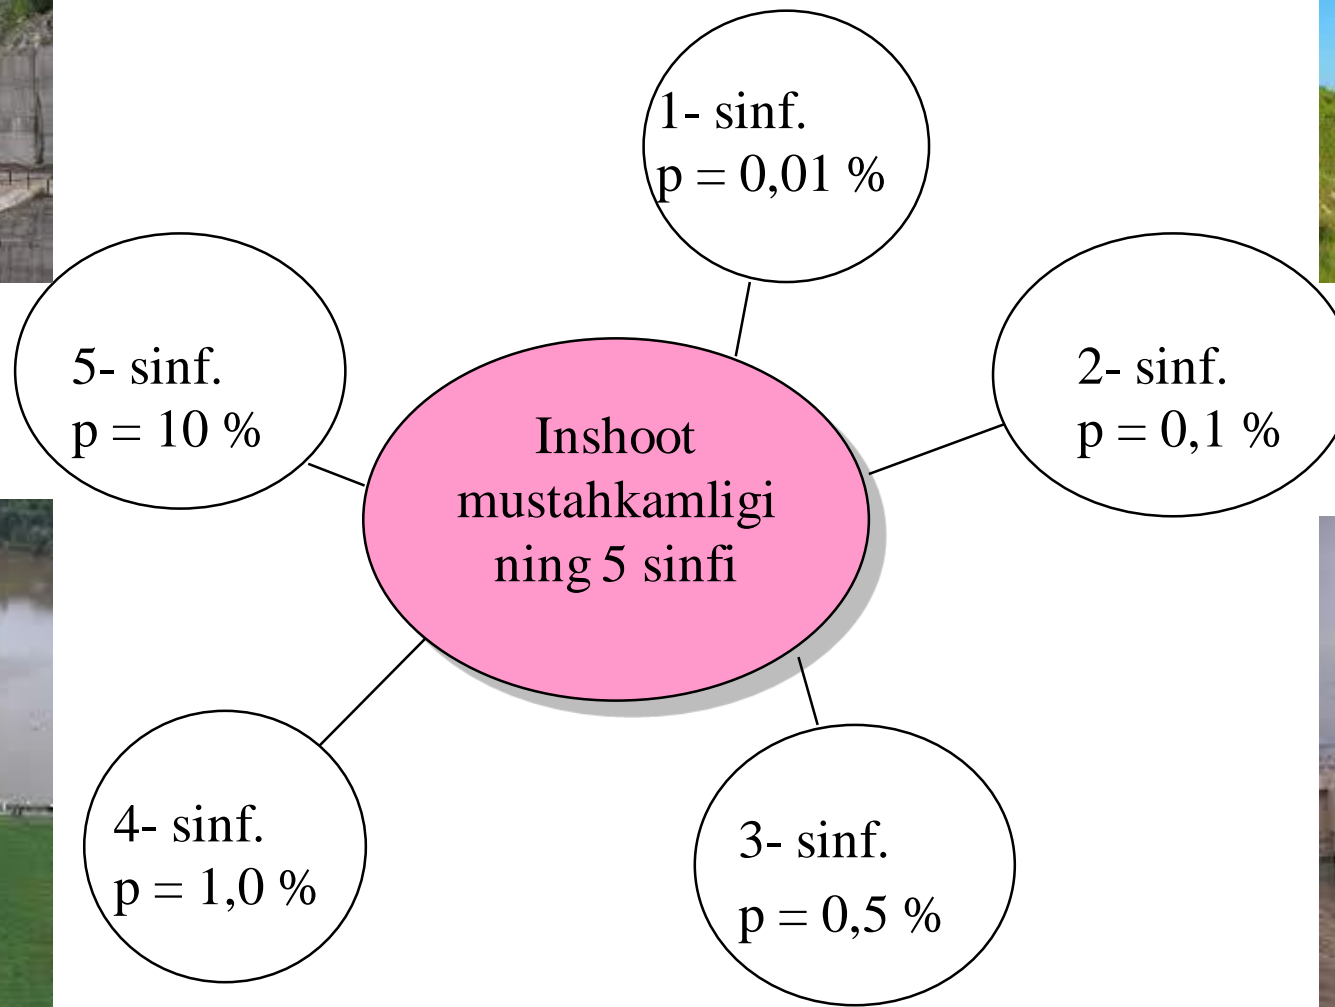 1- sinf.
p = 0,01 %
2- sinf.
p = 0,1 %
3- sinf.
p = 0,5 %
4- sinf.
p = 1,0 %
5- sinf.
p = 10 %
Inshoot
mustahkamligi
ning 5 sinfi